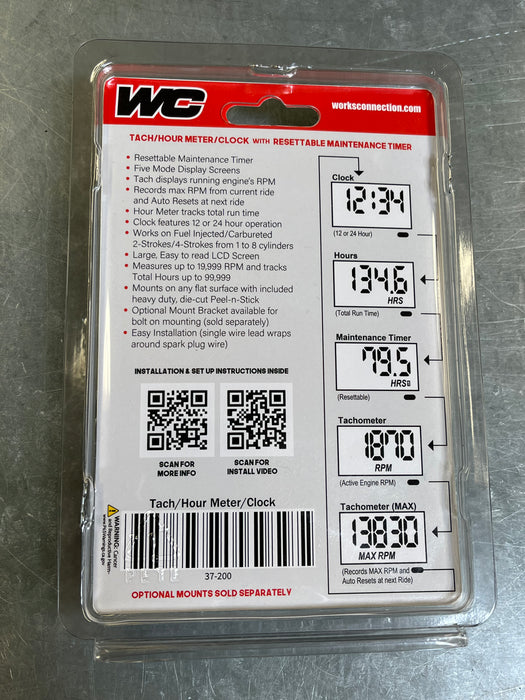 WC
worksconnection.com
TACH/HOUR METER/CLOCK WITH RESETTABLE MAINTENANCE TIMER
• Resettable Maintenance Timer
• Five Mode Display Screens
• Tach displays running engine's RPM
• Records max RPM from current ride
and Auto Resets at next ride
• Hour Meter tracks total run time
• Clock features 12 or 24 hour operation
• Works on Fuel Injected/Carbureted
2-Strokes/4-Strokes from 1 to 8 cylinders
• Large, Easy to read LCD Screen
• Measures up to 19,999 RPM and tracks
Total Hours up to 99,999
• Mounts on any flat surface with included
heavy duty, die-cut Peel-n-Stick
• Optional Mount Bracket available for
bolt on mounting (sold separately)
• Easy Installation (single wire lead wraps
around spark plug wire)
Clock
12:34
(12 or 24 Hour)
Hours
134.6
HRS
(Total Run Time)
Maintenance Timer
79.5
HRS
(Resettable)
Tachometer
1870
RPM
(Active Engine RPM)
Tachometer (MAX)
13830
MAX RPM
(Records MAX RPM and
Auto Resets at next Ride)
INSTALLATION & SET UP INSTRUCTIONS INSIDE
SCAN FOR
MORE INFO
SCAN FOR
INSTALL VIDEO
Tach/Hour Meter/Clock
37-200
WARNING: Cancer
and Reproductive Harm-
www.P65Warnings.ca.gov
OPTIONAL MOUNTS SOLD SEPARATELY